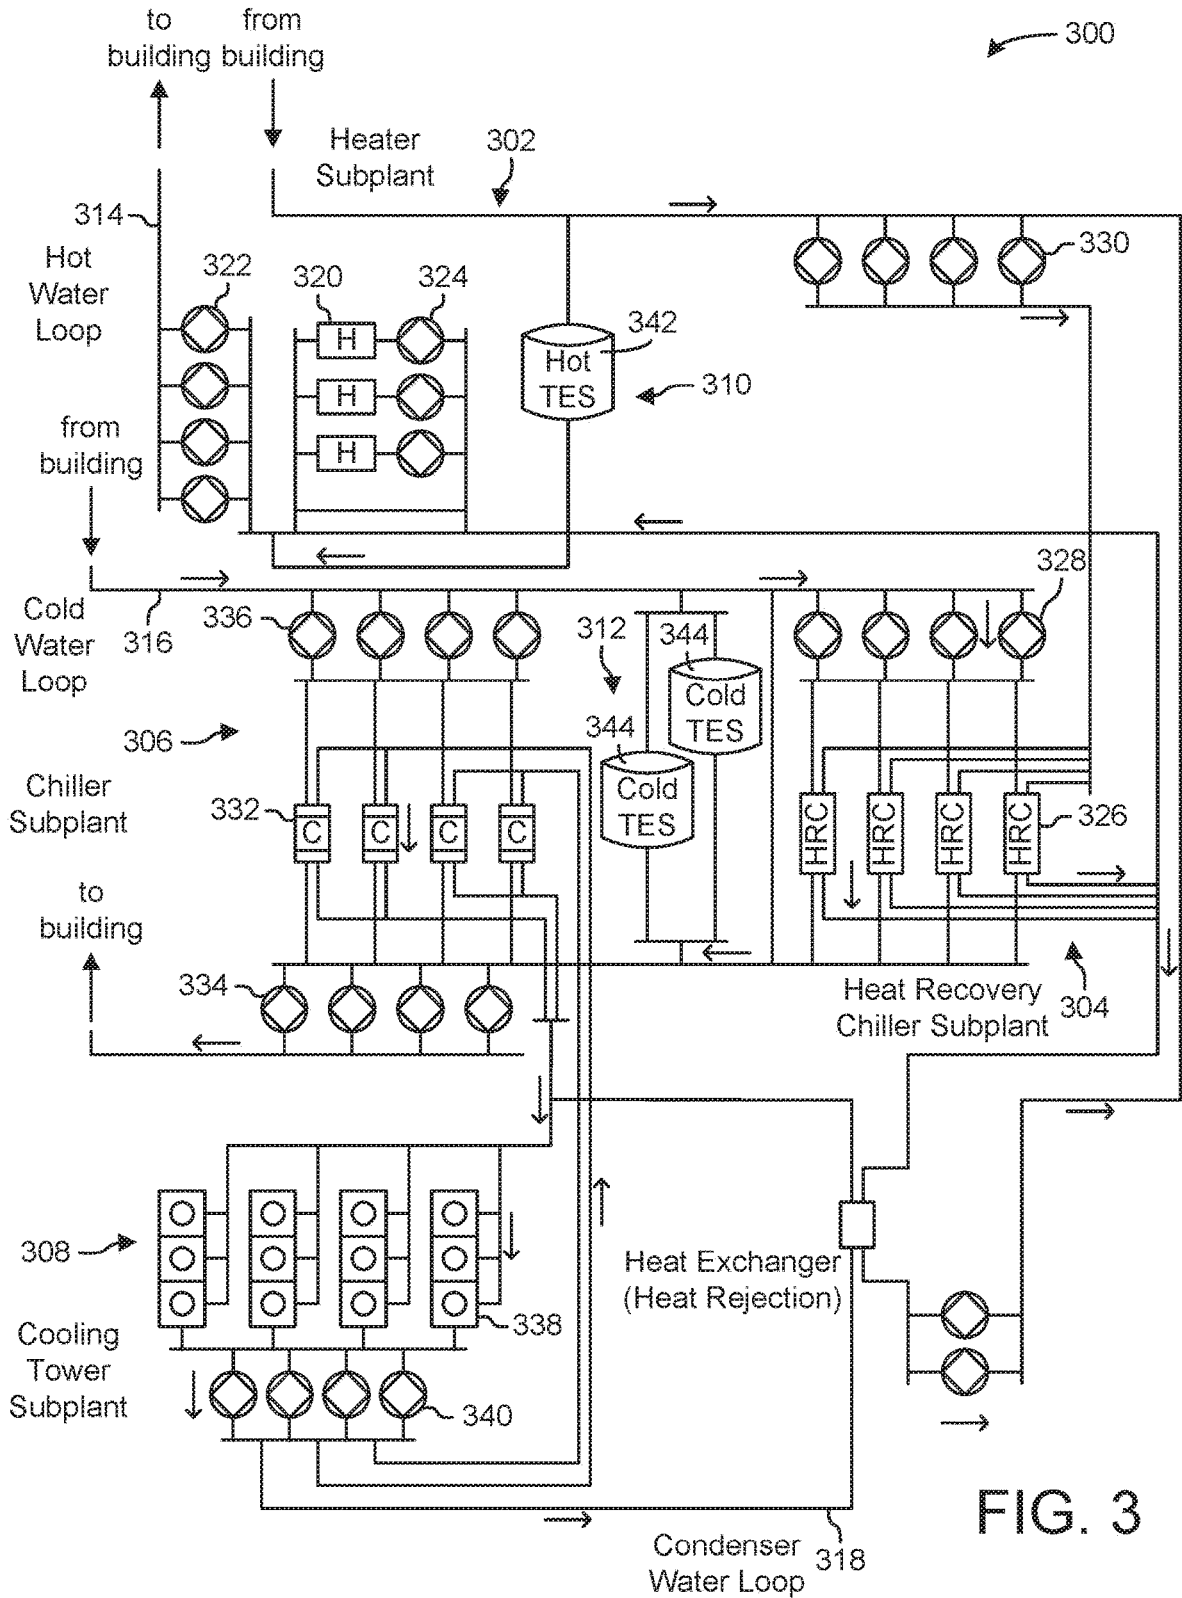 to
building
from
building
300
Heater
Subplant
302
314
Hot
Water
Loop
322
320
324
330
H
H
H
342
Hot
TES
310
from
building
328
316
Cold
Water
Loop
336
312
344
Cold
TES
344
Cold
TES
306
Chiller
Subplant
332
C
C
C
C
HRC
HRC
HRC
HRC
326
to
building
334
Heat Recovery
Chiller Subplant
304
308
Heat Exchanger
(Heat Rejection)
338
Cooling
Tower
Subplant
340
FIG. 3
Condenser
Water Loop
318